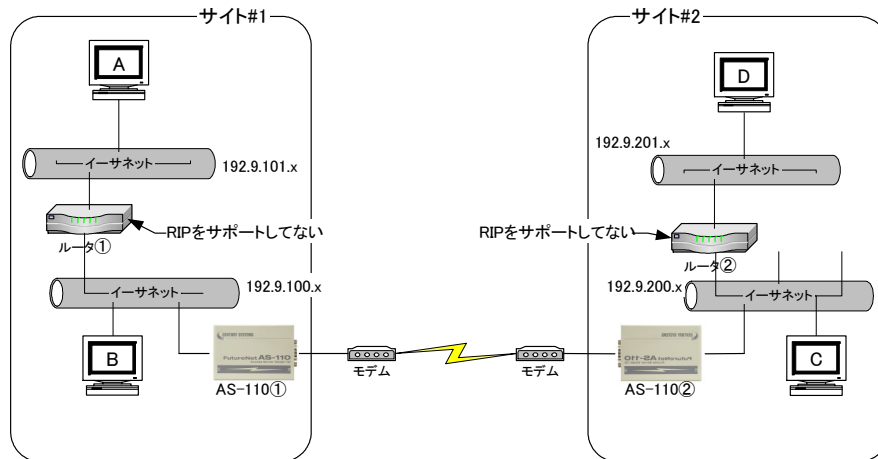 サイト#1
サイト#2
A
D
192.9.201.x
イーサネット
192.9.101.x
イーサネット
RIPをサポートしてない
RIPをサポートしてない
ルータ①
ルータ②
192.9.100.x
192.9.200.x
イーサネット
イーサネット
B
C
FutureNet AS-110
FutureNet AS-110
モデム
モデム
AS-110①
AS-110②